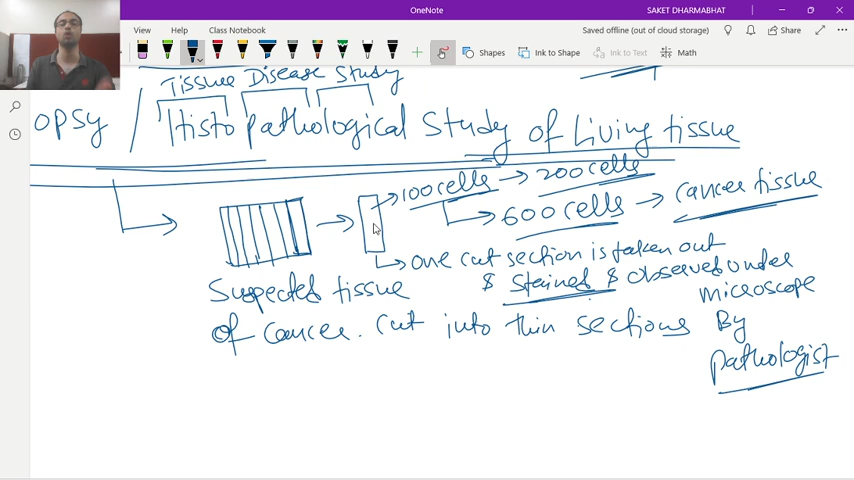 OneNote
SAKET DHARMABHAT
View Help Class Notebook
Saved offline (out of cloud storage)
Share
Shapes
Ink to Shape
Ink to Text
Math
Tissue Disease Study
opsy / Histopathological Study of Living tissue
100 cells → 200 cells
600 cells → cancer tissue
one cut section is taken out
& Stained & observed under
microscope
By
pathologist
Suspected tissue
of cancer. Cut into thin sections